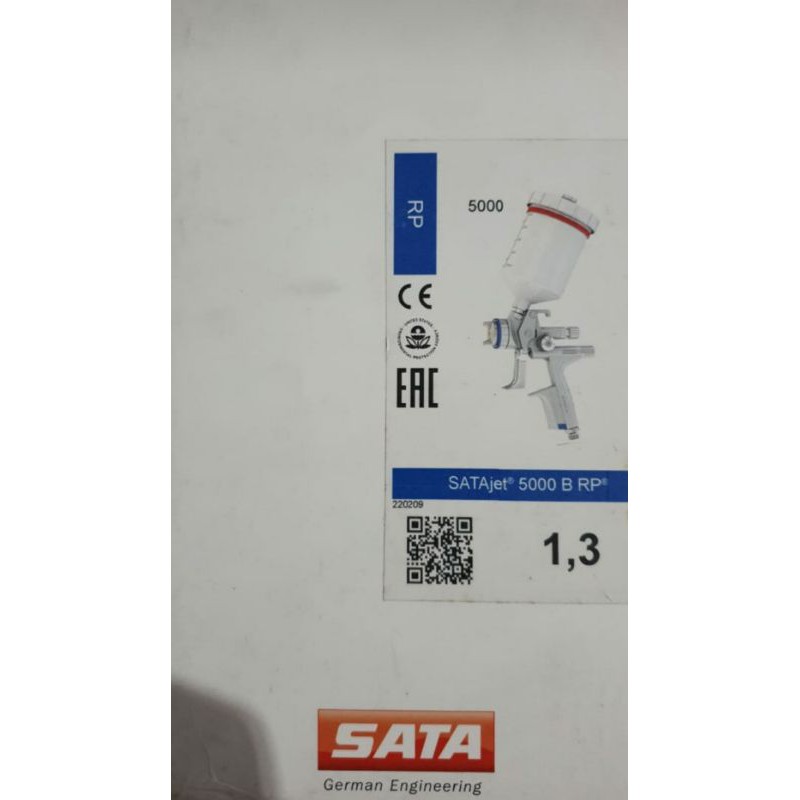 RP
5000
CE
EAC
SATAjet® 5000 B RP®
220209
1,3
SATA
German Engineering